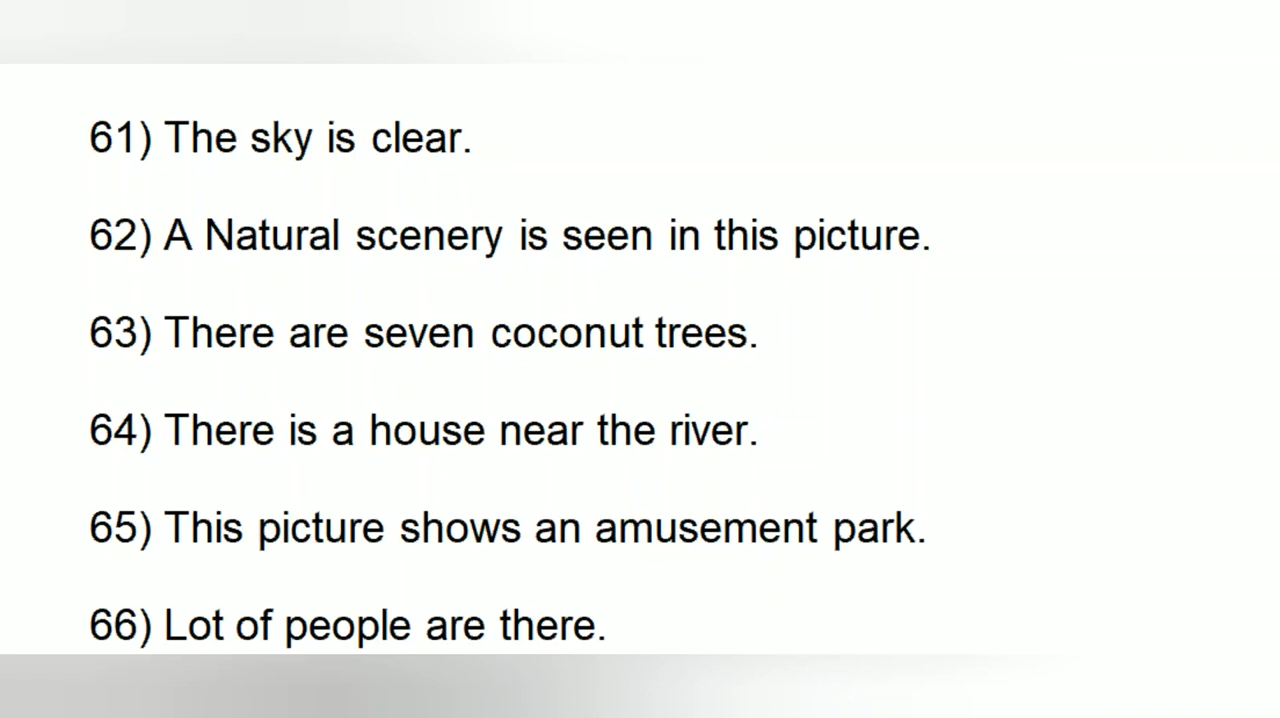 61) The sky is clear.
62) A Natural scenery is seen in this picture.
63) There are seven coconut trees.
64) There is a house near the river.
65) This picture shows an amusement park.
66) Lot of people are there.